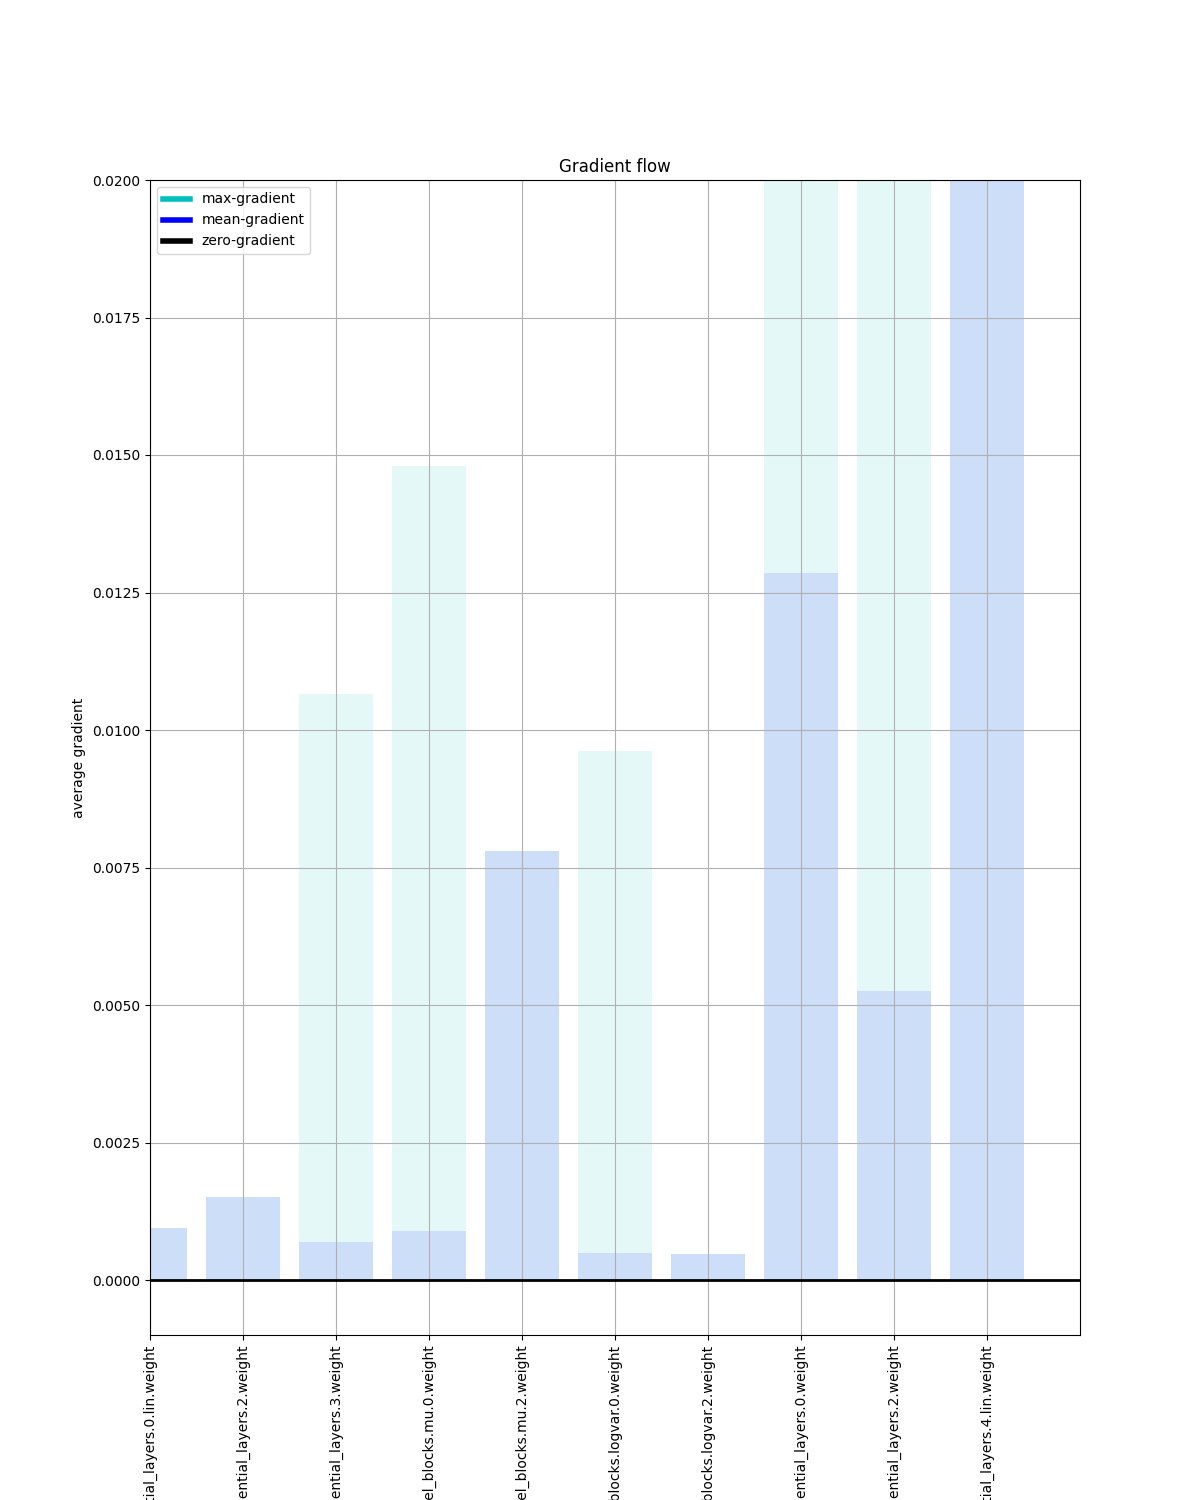 Gradient flow
max-gradient
mean-gradient
zero-gradient
0.0200
0.0175
0.0150
0.0125
0.0100
0.0075
0.0050
0.0025
0.0000
average gradient
tial_layers.0.lin.weight
ential_layers.2.weight
ential_layers.3.weight
el_blocks.mu.0.weight
el_blocks.mu.2.weight
blocks.logvar.0.weight
blocks.logvar.2.weight
ential_layers.0.weight
ential_layers.2.weight
tial_layers.4.lin.weight